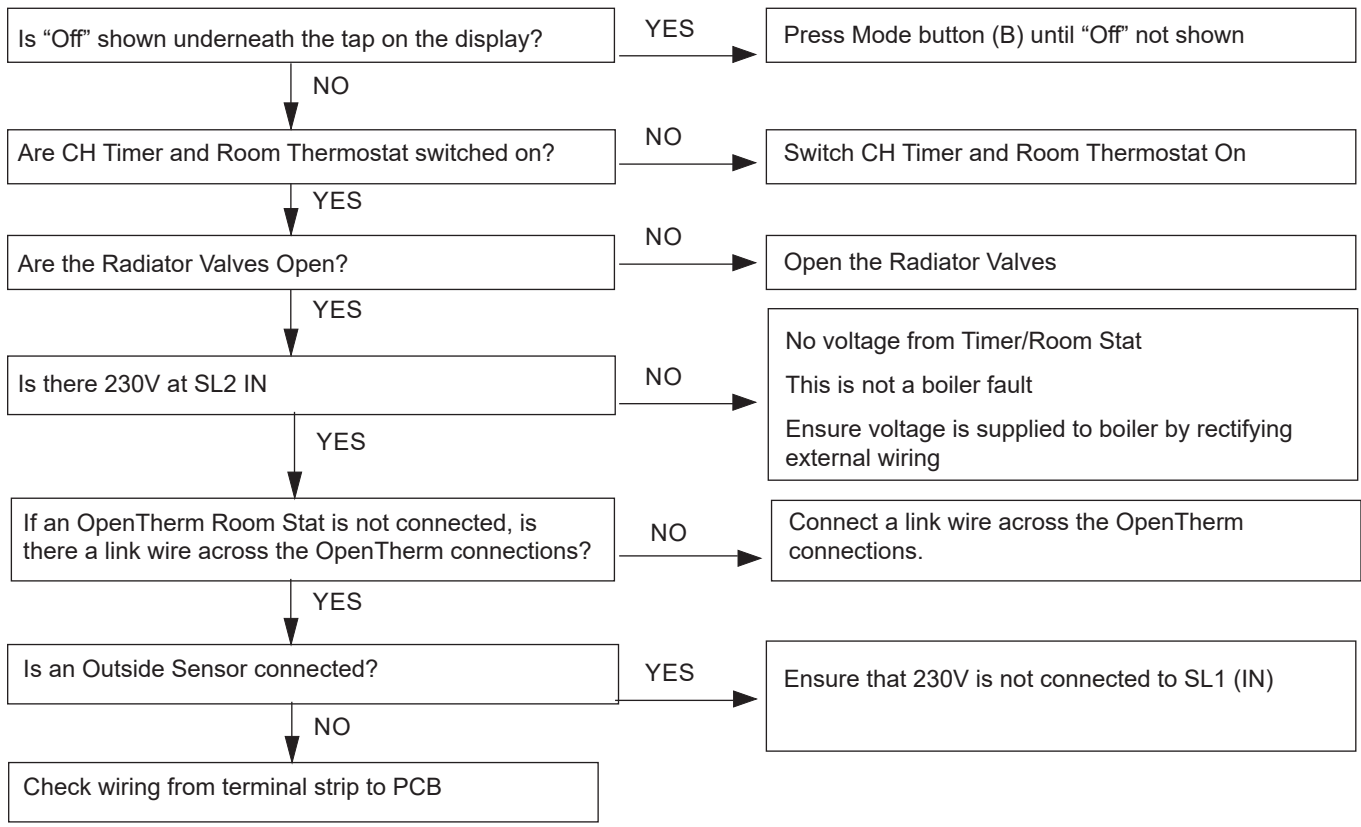 Is “Off” shown underneath the tap on the display?
YES
Press Mode button (B) until “Off” not shown
NO
Are CH Timer and Room Thermostat switched on?
NO
Switch CH Timer and Room Thermostat On
YES
Are the Radiator Valves Open?
NO
Open the Radiator Valves
YES
Is there 230V at SL2 IN
NO
No voltage from Timer/Room Stat
This is not a boiler fault
Ensure voltage is supplied to boiler by rectifying
external wiring
YES
If an OpenTherm Room Stat is not connected, is
there a link wire across the OpenTherm connections?
NO
Connect a link wire across the OpenTherm
connections.
YES
Is an Outside Sensor connected?
YES
Ensure that 230V is not connected to SL1 (IN)
NO
Check wiring from terminal strip to PCB